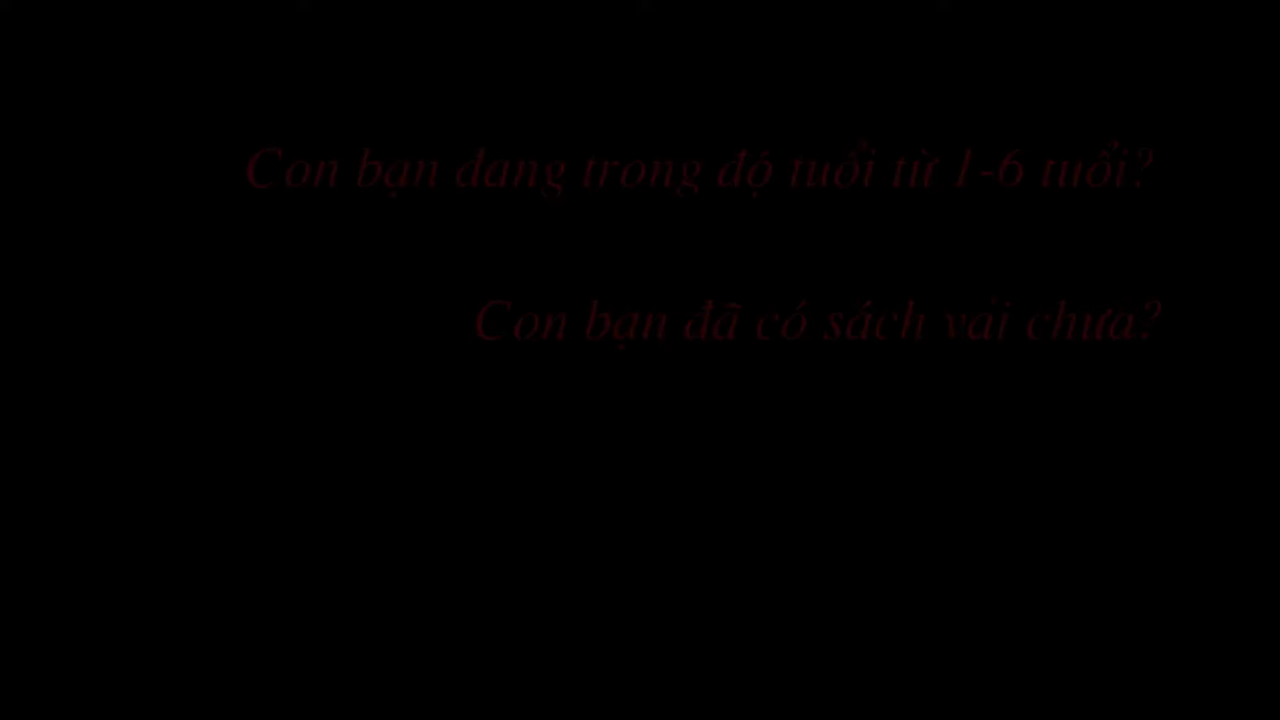 Con bạn đang trong độ tuổi từ 1-6 tuổi?
Con bạn đã có sách vải chưa?